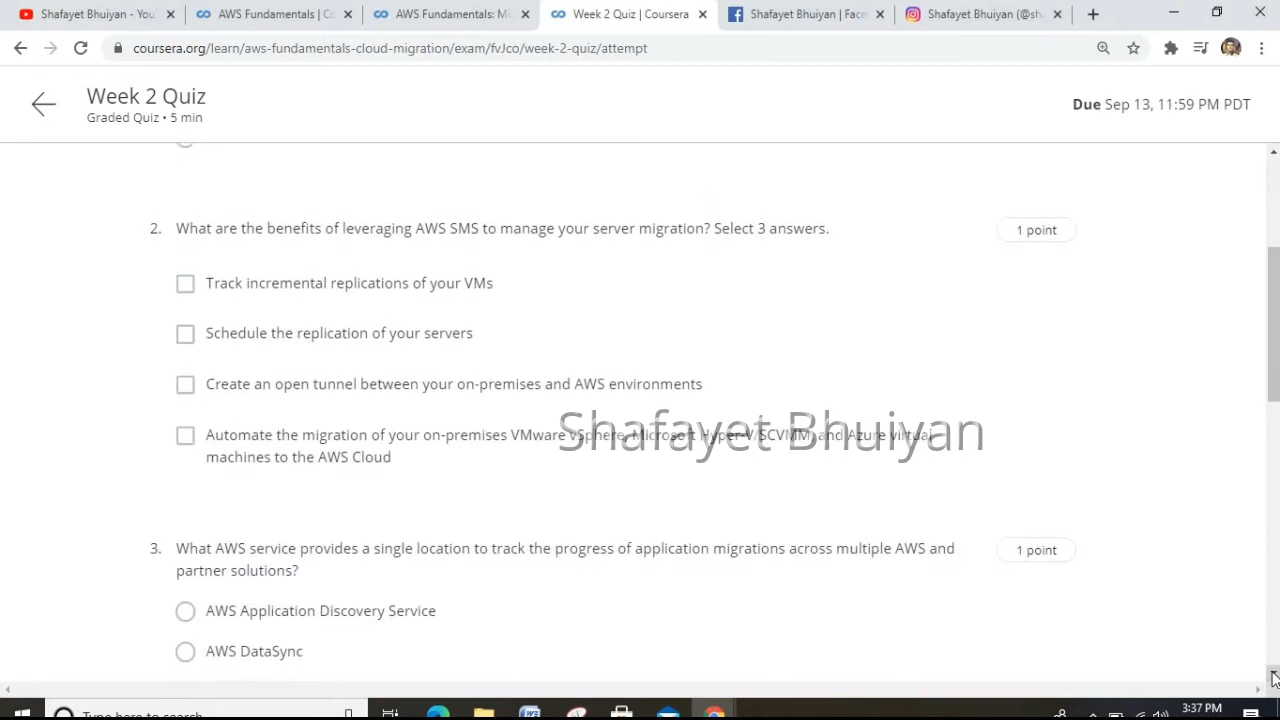 Shafayet Bhuiyan - You
AWS Fundamentals | Co
AWS Fundamentals: Mi
Week 2 Quiz | Coursera
Shafayet Bhuiyan | Face
Shafayet Bhuiyan (@sha
coursera.org/learn/aws-fundamentals-cloud-migration/exam/fvJco/week-2-quiz/attempt
Week 2 Quiz
Graded Quiz • 5 min
Due Sep 13, 11:59 PM PDT
2. What are the benefits of leveraging AWS SMS to manage your server migration? Select 3 answers.
1 point
Track incremental replications of your VMs
Schedule the replication of your servers
Create an open tunnel between your on-premises and AWS environments
Automate the migration of your on-premises VMware vSphere, Microsoft Hyper-V/SCVMM, and Azure virtual
machines to the AWS Cloud
Shafayet Bhuiyan
3. What AWS service provides a single location to track the progress of application migrations across multiple AWS and
partner solutions?
1 point
AWS Application Discovery Service
AWS DataSync
Type here to search
3:37 PM